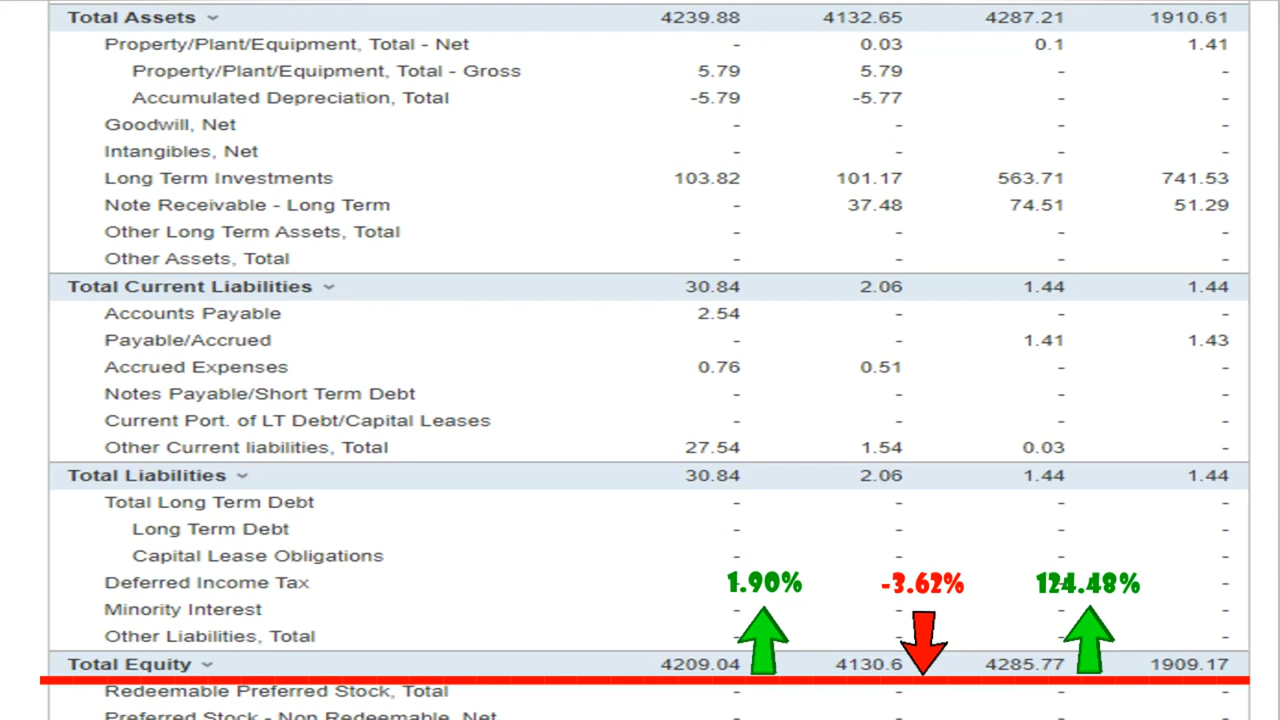 Total Assets 4239.88 4132.65 4287.21 1910.61
Property/Plant/Equipment, Total - Net - 0.03 0.1 1.41
Property/Plant/Equipment, Total - Gross 5.79 5.79 - -
Accumulated Depreciation, Total -5.79 -5.77 - -
Goodwill, Net - - - -
Intangibles, Net - - - -
Long Term Investments 103.82 101.17 563.71 741.53
Note Receivable - Long Term - 37.48 74.51 51.29
Other Long Term Assets, Total - - - -
Other Assets, Total - - - -
Total Current Liabilities 30.84 2.06 1.44 1.44
Accounts Payable 2.54 - - -
Payable/Accrued - - 1.41 1.43
Accrued Expenses 0.76 0.51 - -
Notes Payable/Short Term Debt - - - -
Current Port. of LT Debt/Capital Leases - - - -
Other Current liabilities, Total 27.54 1.54 0.03 -
Total Liabilities 30.84 2.06 1.44 1.44
Total Long Term Debt - - - -
Long Term Debt - - - -
Capital Lease Obligations - - - -
Deferred Income Tax - - - -
1.90% -3.62% 124.48%
Minority Interest - - - -
Other Liabilities, Total - - - -
Total Equity 4209.04 4130.6 4285.77 1909.17
Redeemable Preferred Stock, Total - - - -
Preferred Stock - Non Redeemable, Net - - - -